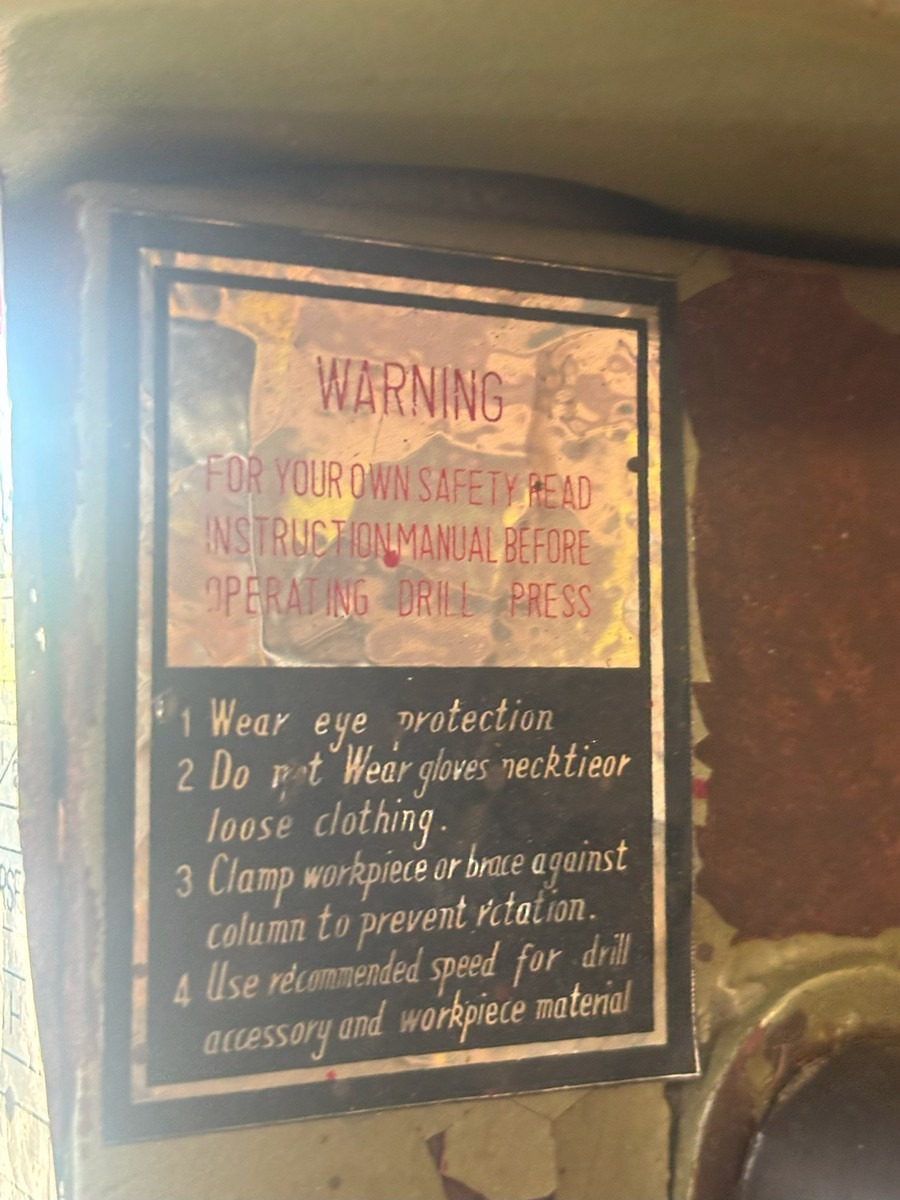 WARNING
FOR YOUR OWN SAFETY READ
INSTRUCTION MANUAL BEFORE
OPERATING DRILL PRESS
1 Wear eye protection
2 Do not Wear gloves necktieor
loose clothing.
3 Clamp workpiece or brace against
column to prevent rotation.
4 Use recommended speed for drill
accessory and workpiece material